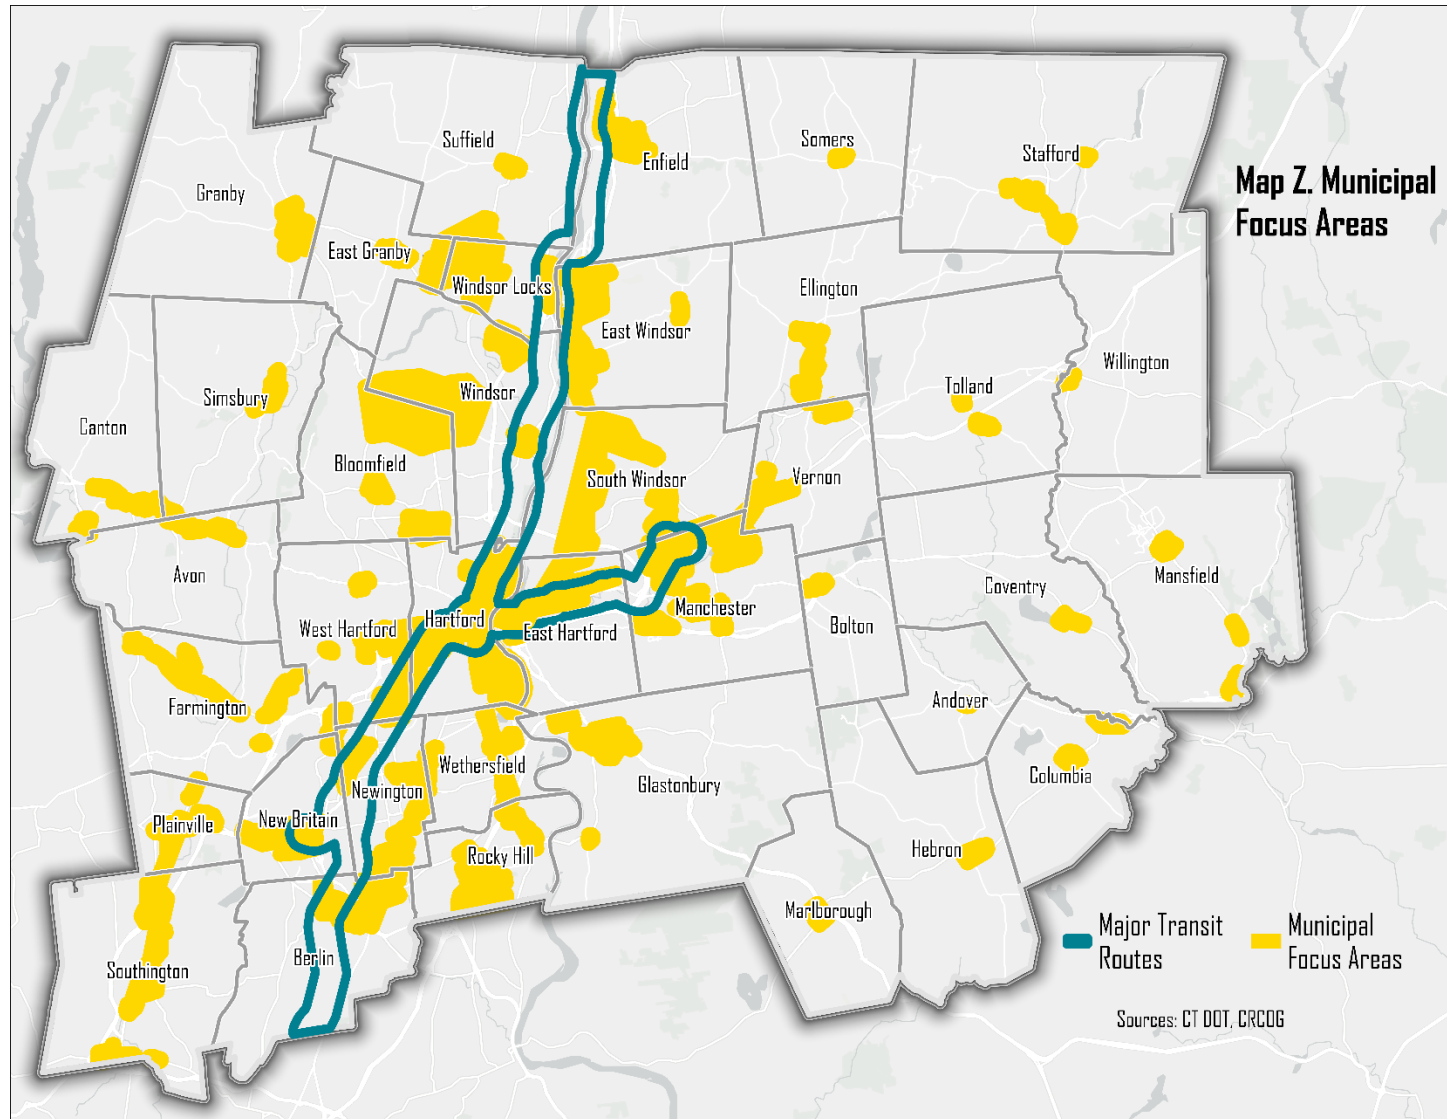 Map Z. Municipal
Focus Areas
Suffield
Enfield
Somers
Stafford
Granby
East Granby
Windsor Locks
East Windsor
Ellington
Willington
Tolland
Simsbury
Windsor
Canton
Bloomfield
South Windsor
Vernon
Avon
Coventry
Mansfield
West Hartford
Hartford
East Hartford
Manchester
Bolton
Farmington
Andover
Columbia
Wethersfield
Newington
Glastonbury
Plainville
New Britain
Rocky Hill
Hebron
Marlborough
Southington
Berlin
Major Transit
Routes
Municipal
Focus Areas
Sources: CT DOT, CRCOG